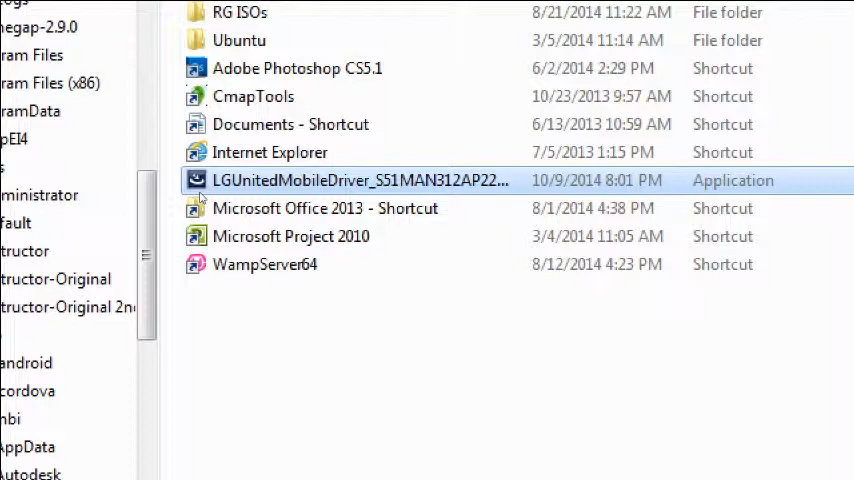 negap-2.9.0
ram Files
ram Files (x86)
ramData
pEI4
s
ministrator
fault
tructor
tructor-Original
tructor-Original 2n
android
cordova
nbi
AppData
Autodesk
RG ISOs 8/21/2014 11:22 AM File folder
Ubuntu 3/5/2014 11:14 AM File folder
Adobe Photoshop CS5.1 6/2/2014 2:29 PM Shortcut
CmapTools 10/23/2013 9:57 AM Shortcut
Documents - Shortcut 6/13/2013 10:59 AM Shortcut
Internet Explorer 7/5/2013 1:15 PM Shortcut
LGUnitedMobileDriver_S51MAN312AP22... 10/9/2014 8:01 PM Application
Microsoft Office 2013 - Shortcut 8/1/2014 4:38 PM Shortcut
Microsoft Project 2010 3/4/2014 11:05 AM Shortcut
WampServer64 8/12/2014 4:23 PM Shortcut